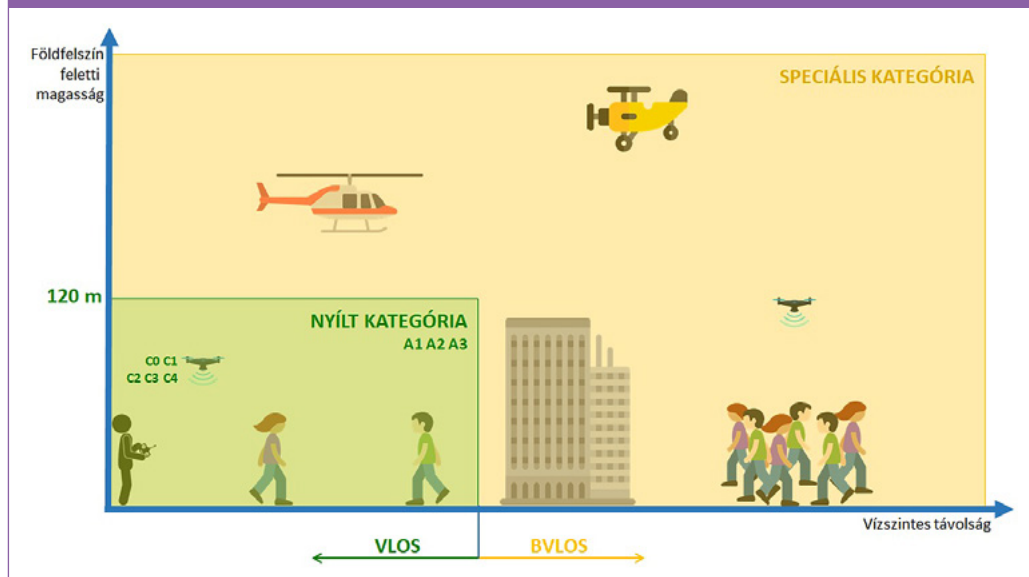 Földfelszín
feletti
magasság
SPECIÁLIS KATEGÓRIA
120 m
NYÍLT KATEGÓRIA
A1 A2 A3
C0 C1
C2 C3 C4
Vízszintes távolság
VLOS
BVLOS